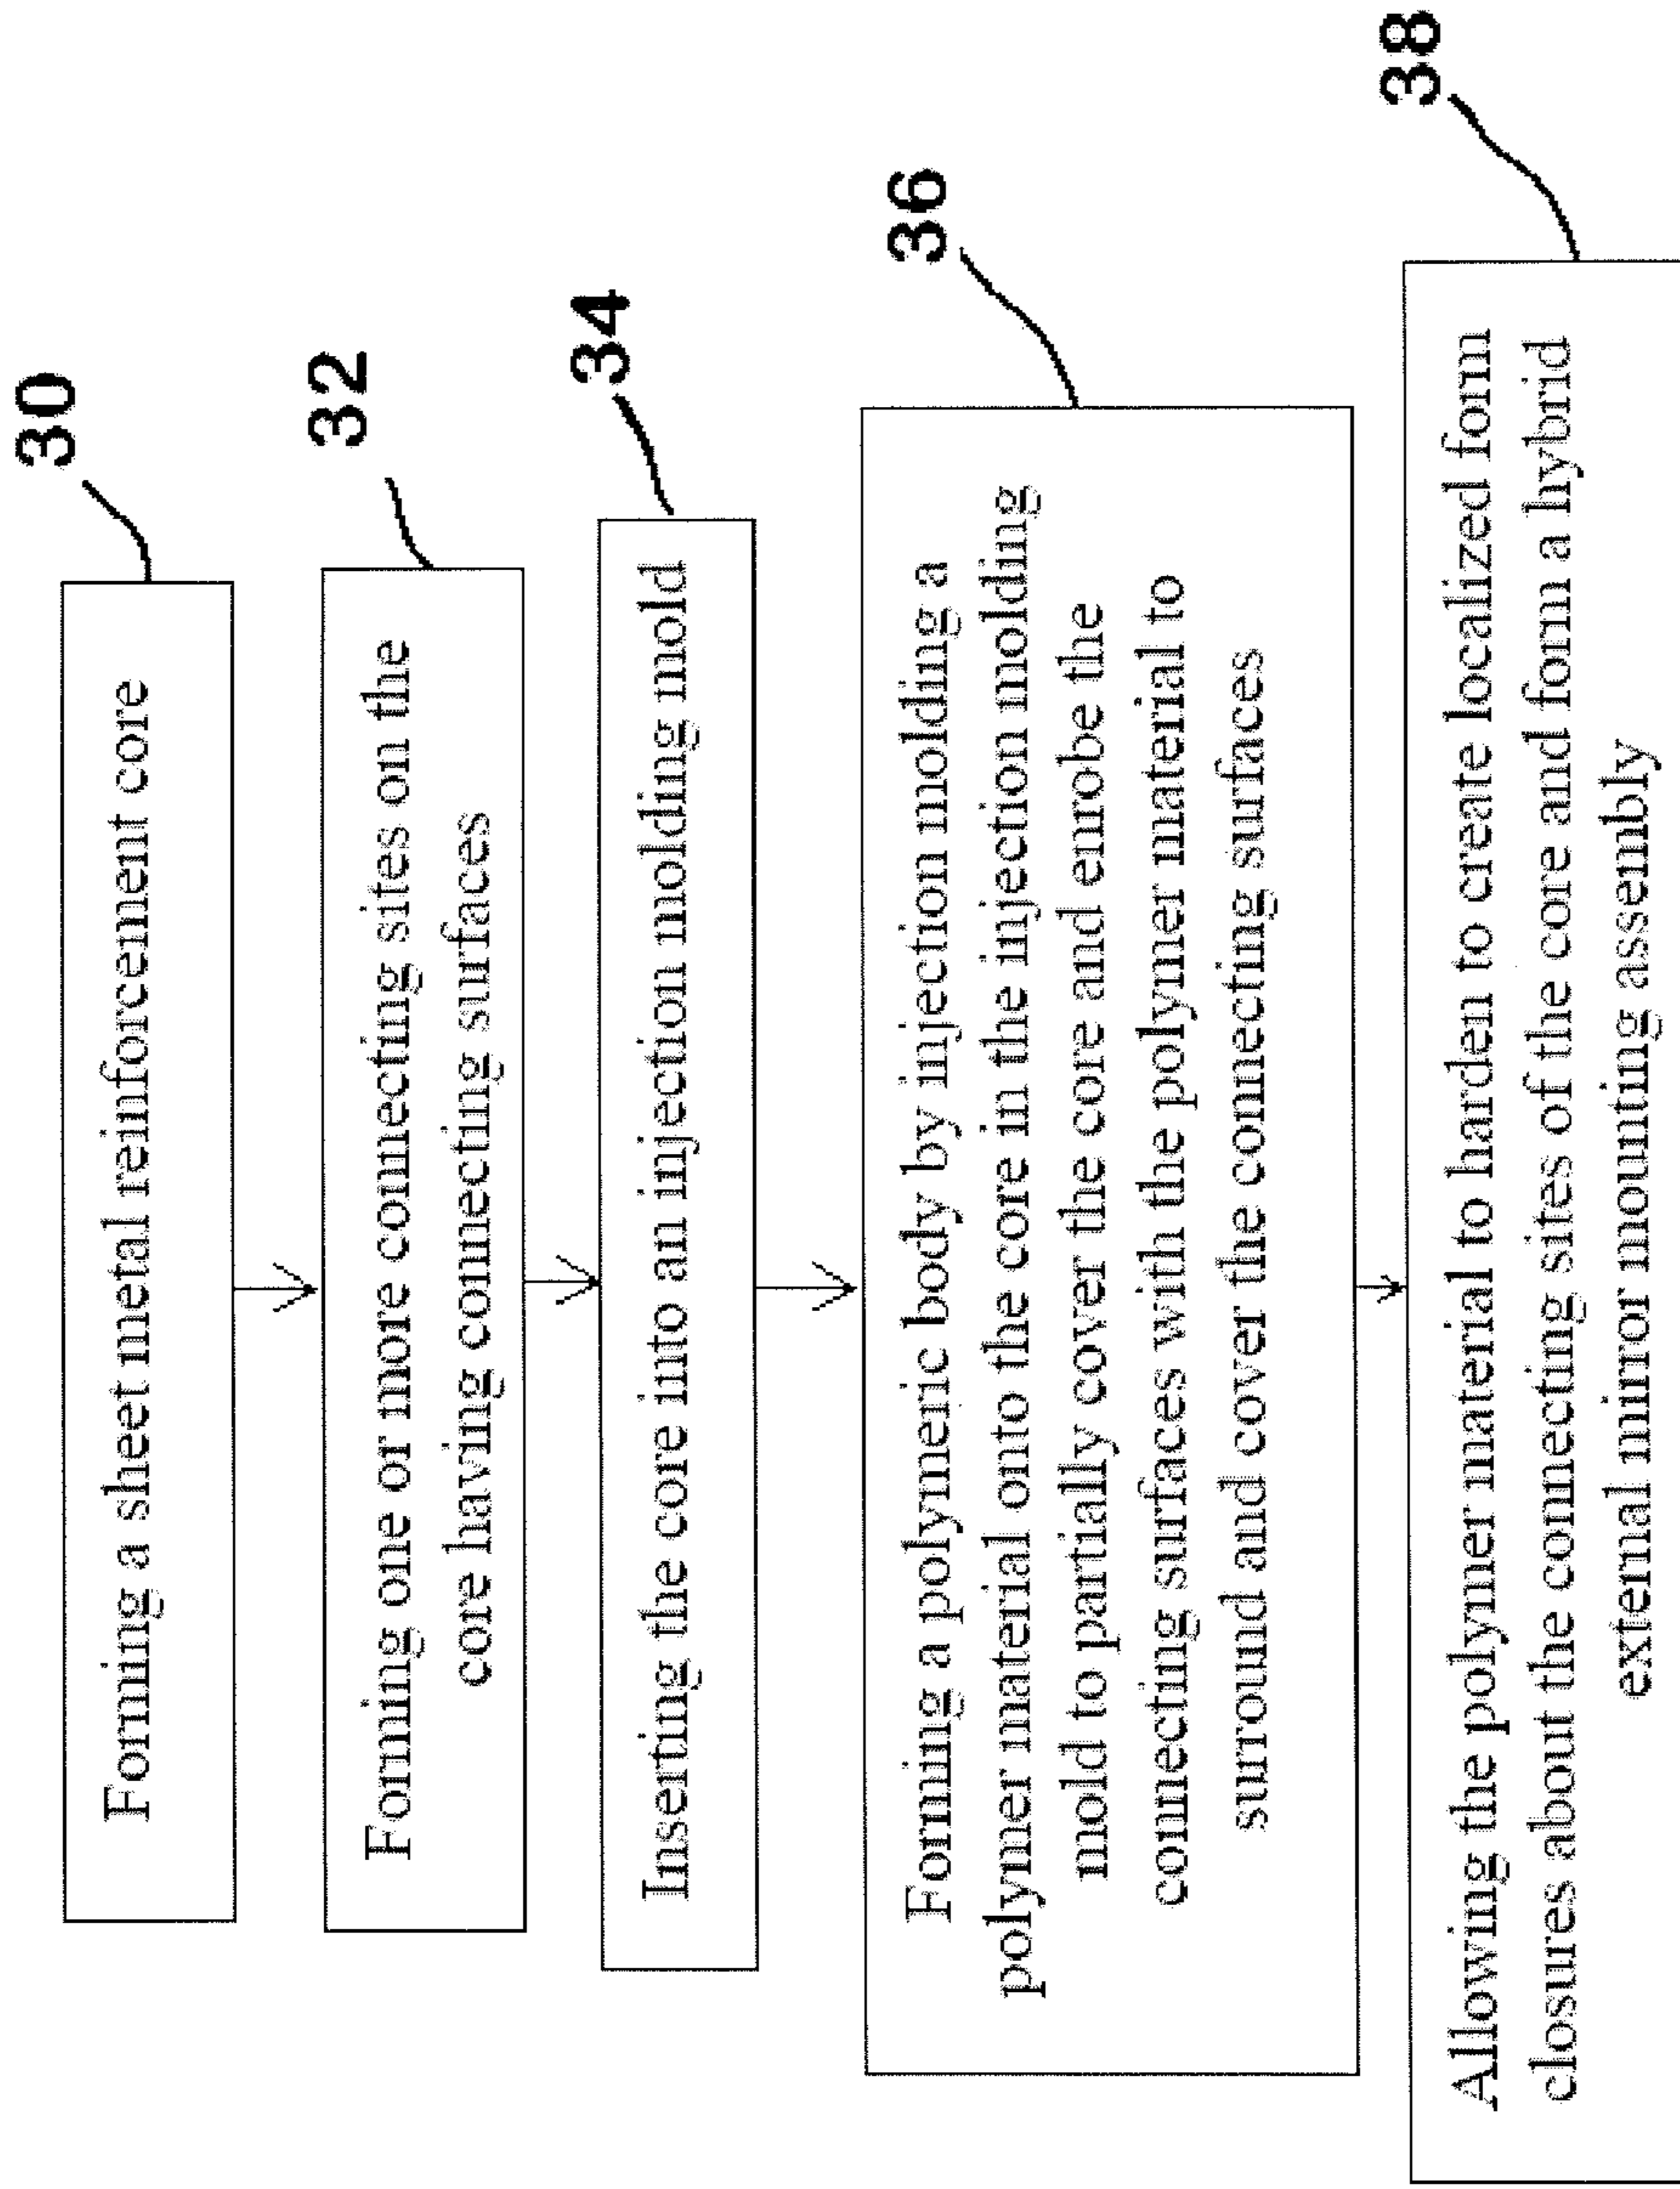 30
Forming a sheet metal reinforcement core
32
Forming one or more connecting sites on the
core having connecting surfaces
34
Inserting the core into an injection molding mold
36
Forming a polymeric body by injection molding a
polymer material onto the core in the injection molding
mold to partially cover the core and enrobe the
connecting surfaces with the polymer material to
surround and cover the connecting surfaces
38
Allowing the polymer material to harden to create localized form
closures about the connecting sites of the core and form a hybrid
external mirror mounting assembly